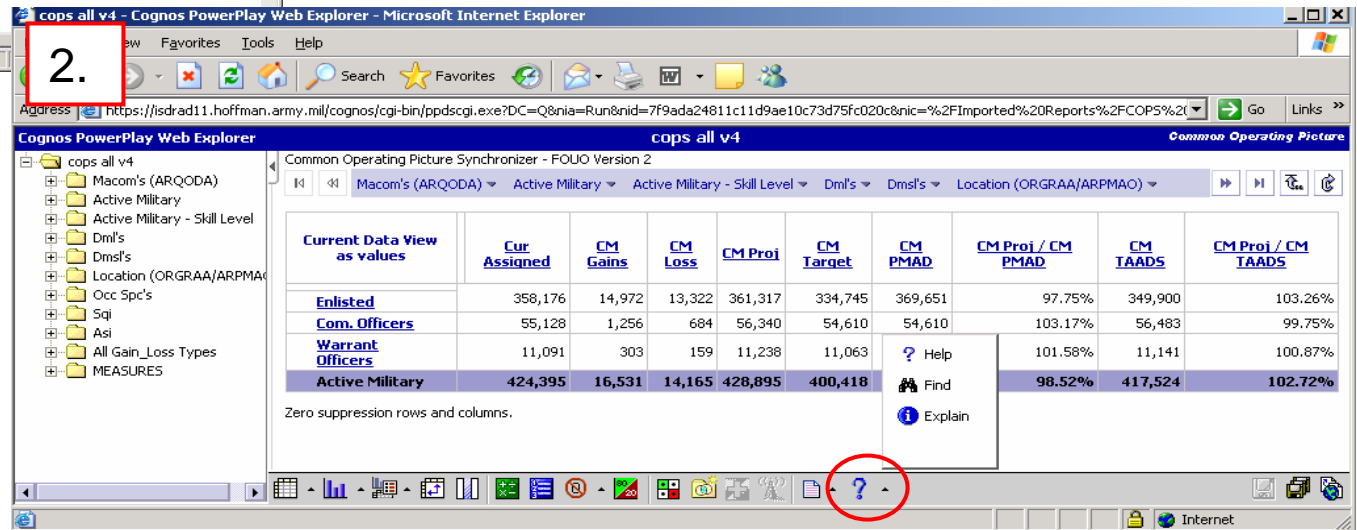 cops all v4 - Cognos PowerPlay Web Explorer - Microsoft Internet Explorer
2.
ew Favorites Tools Help
Search Favorites
Address https://isdrad11.hoffman.army.mil/cognos/cgi-bin/ppdscgi.exe?DC=Q&nia=Run&nid=7f9ada24811c11d9ae10c73d75fc020c&nic=%2FImported%20Reports%2FCOPS%2( Go Links »
Cognos PowerPlay Web Explorer cops all v4 Common Operating Picture
cops all v4
Macom's (ARQODA)
Active Military
Active Military - Skill Level
Dml's
Dmsl's
Location (ORGRAA/ARPMA
Occ Spc's
Sqi
Asi
All Gain_Loss Types
MEASURES
Common Operating Picture Synchronizer - FOUO Version 2
Macom's (ARQODA) Active Military Active Military - Skill Level Dml's Dmsl's Location (ORGRAA/ARPMAO)
Current Data View as values Cur Assigned CM Gains CM Loss CM Proj CM Target CM PMAD CM Proj / CM PMAD CM TAADS CM Proj / CM TAADS
Enlisted 358,176 14,972 13,322 361,317 334,745 369,651 97.75% 349,900 103.26%
Com. Officers 55,128 1,256 684 56,340 54,610 54,610 103.17% 56,483 99.75%
Warrant Officers 11,091 303 159 11,238 11,063 101.58% 11,141 100.87%
Active Military 424,395 16,531 14,165 428,895 400,418 98.52% 417,524 102.72%
? Help
Find
Explain
Zero suppression rows and columns.
80
20
?
Internet